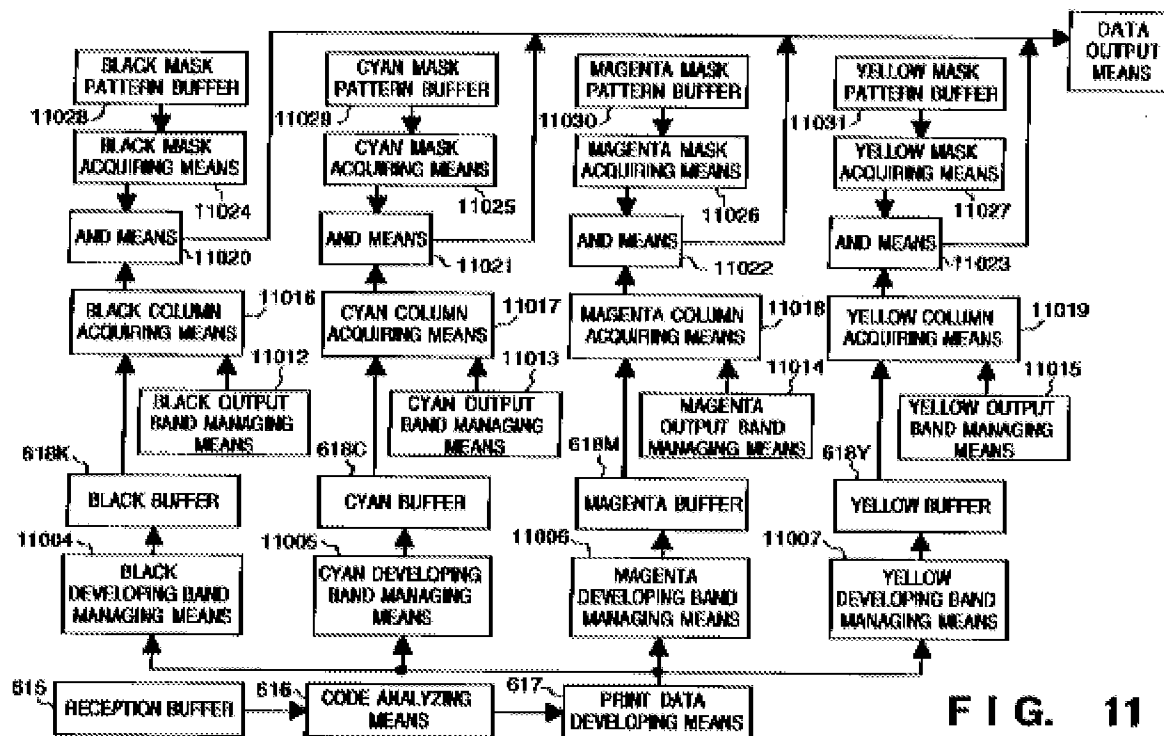 DATA
OUTPUT
MEANS
BLACK MASK
PATTERN BUFFER
CYAN MASK
PATTERN BUFFER
MAGENTA MASK
PATTERN BUFFER
YELLOW MASK
PATTERN BUFFER
11028
11029
11030
11031
BLACK MASK
ACQUIRING MEANS
CYAN MASK
ACQUIRING MEANS
MAGENTA MASK
ACQUIRING MEANS
YELLOW MASK
ACQUIRING MEANS
11024
11025
11026
11027
AND MEANS
AND MEANS
AND MEANS
AND MEANS
11020
11021
11022
11023
BLACK COLUMN
ACQUIRING MEANS
11016
CYAN COLUMN
ACQUIRING MEANS
11017
MAGENTA COLUMN
ACQUIRING MEANS
11018
YELLOW COLUMN
ACQUIRING MEANS
11019
11012
11013
11014
11015
BLACK OUTPUT
BAND MANAGING
MEANS
CYAN OUTPUT
BAND MANAGING
MEANS
MAGENTA
OUTPUT BAND
MANAGING MEANS
YELLOW OUTPUT
BAND MANAGING
MEANS
618K
618C
618M
618Y
BLACK BUFFER
CYAN BUFFER
MAGENTA BUFFER
YELLOW BUFFER
11004
11005
11006
11007
BLACK
DEVELOPING BAND
MANAGING MEANS
CYAN DEVELOPING
BAND MANAGING
MEANS
MAGENTA
DEVELOPING BAND
MANAGING MEANS
YELLOW
DEVELOPING BAND
MANAGING MEANS
615
RECEPTION BUFFER
616
CODE ANALYZING
MEANS
617
PRINT DATA
DEVELOPING MEANS
FIG. 11